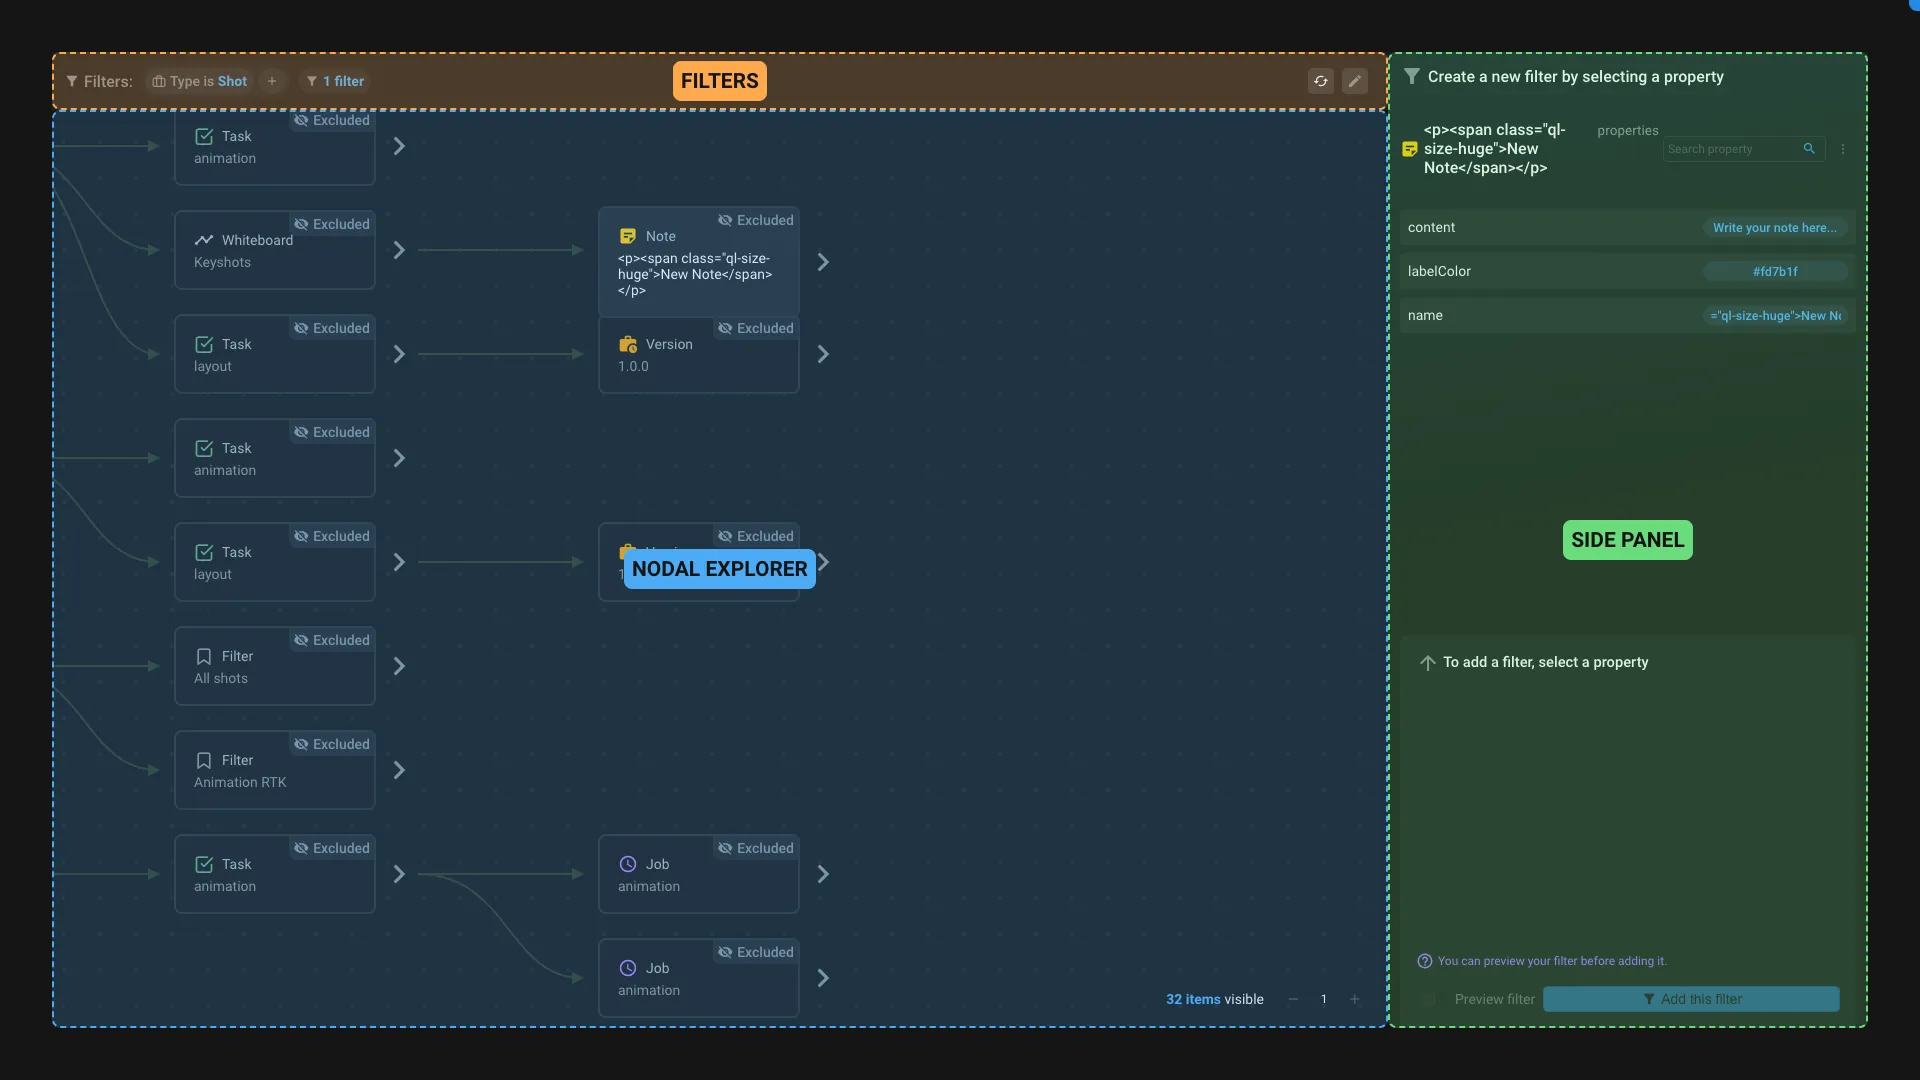 Filters: Type is Shot + 1 filter
FILTERS
Excluded
Task
animation
Excluded
Whiteboard
Keyshots
Excluded
Note
<p><span class="ql-size-
huge">New Note</span>
</p>
Excluded
Task
layout
Excluded
Version
1.0.0
Excluded
Task
animation
Excluded
Task
layout
Excluded
NODAL EXPLORER
Excluded
Filter
All shots
Excluded
Filter
Animation RTK
Excluded
Task
animation
Excluded
Job
animation
Excluded
Job
animation
32 items visible
1
Create a new filter by selecting a property
<p><span class="ql-
size-huge">New
Note</span></p>
properties
Search property
content
Write your note here...
labelColor
#fd7b1f
name
="ql-size-huge">New
SIDE PANEL
To add a filter, select a property
You can preview your filter before adding it.
Preview filter
Add this filter